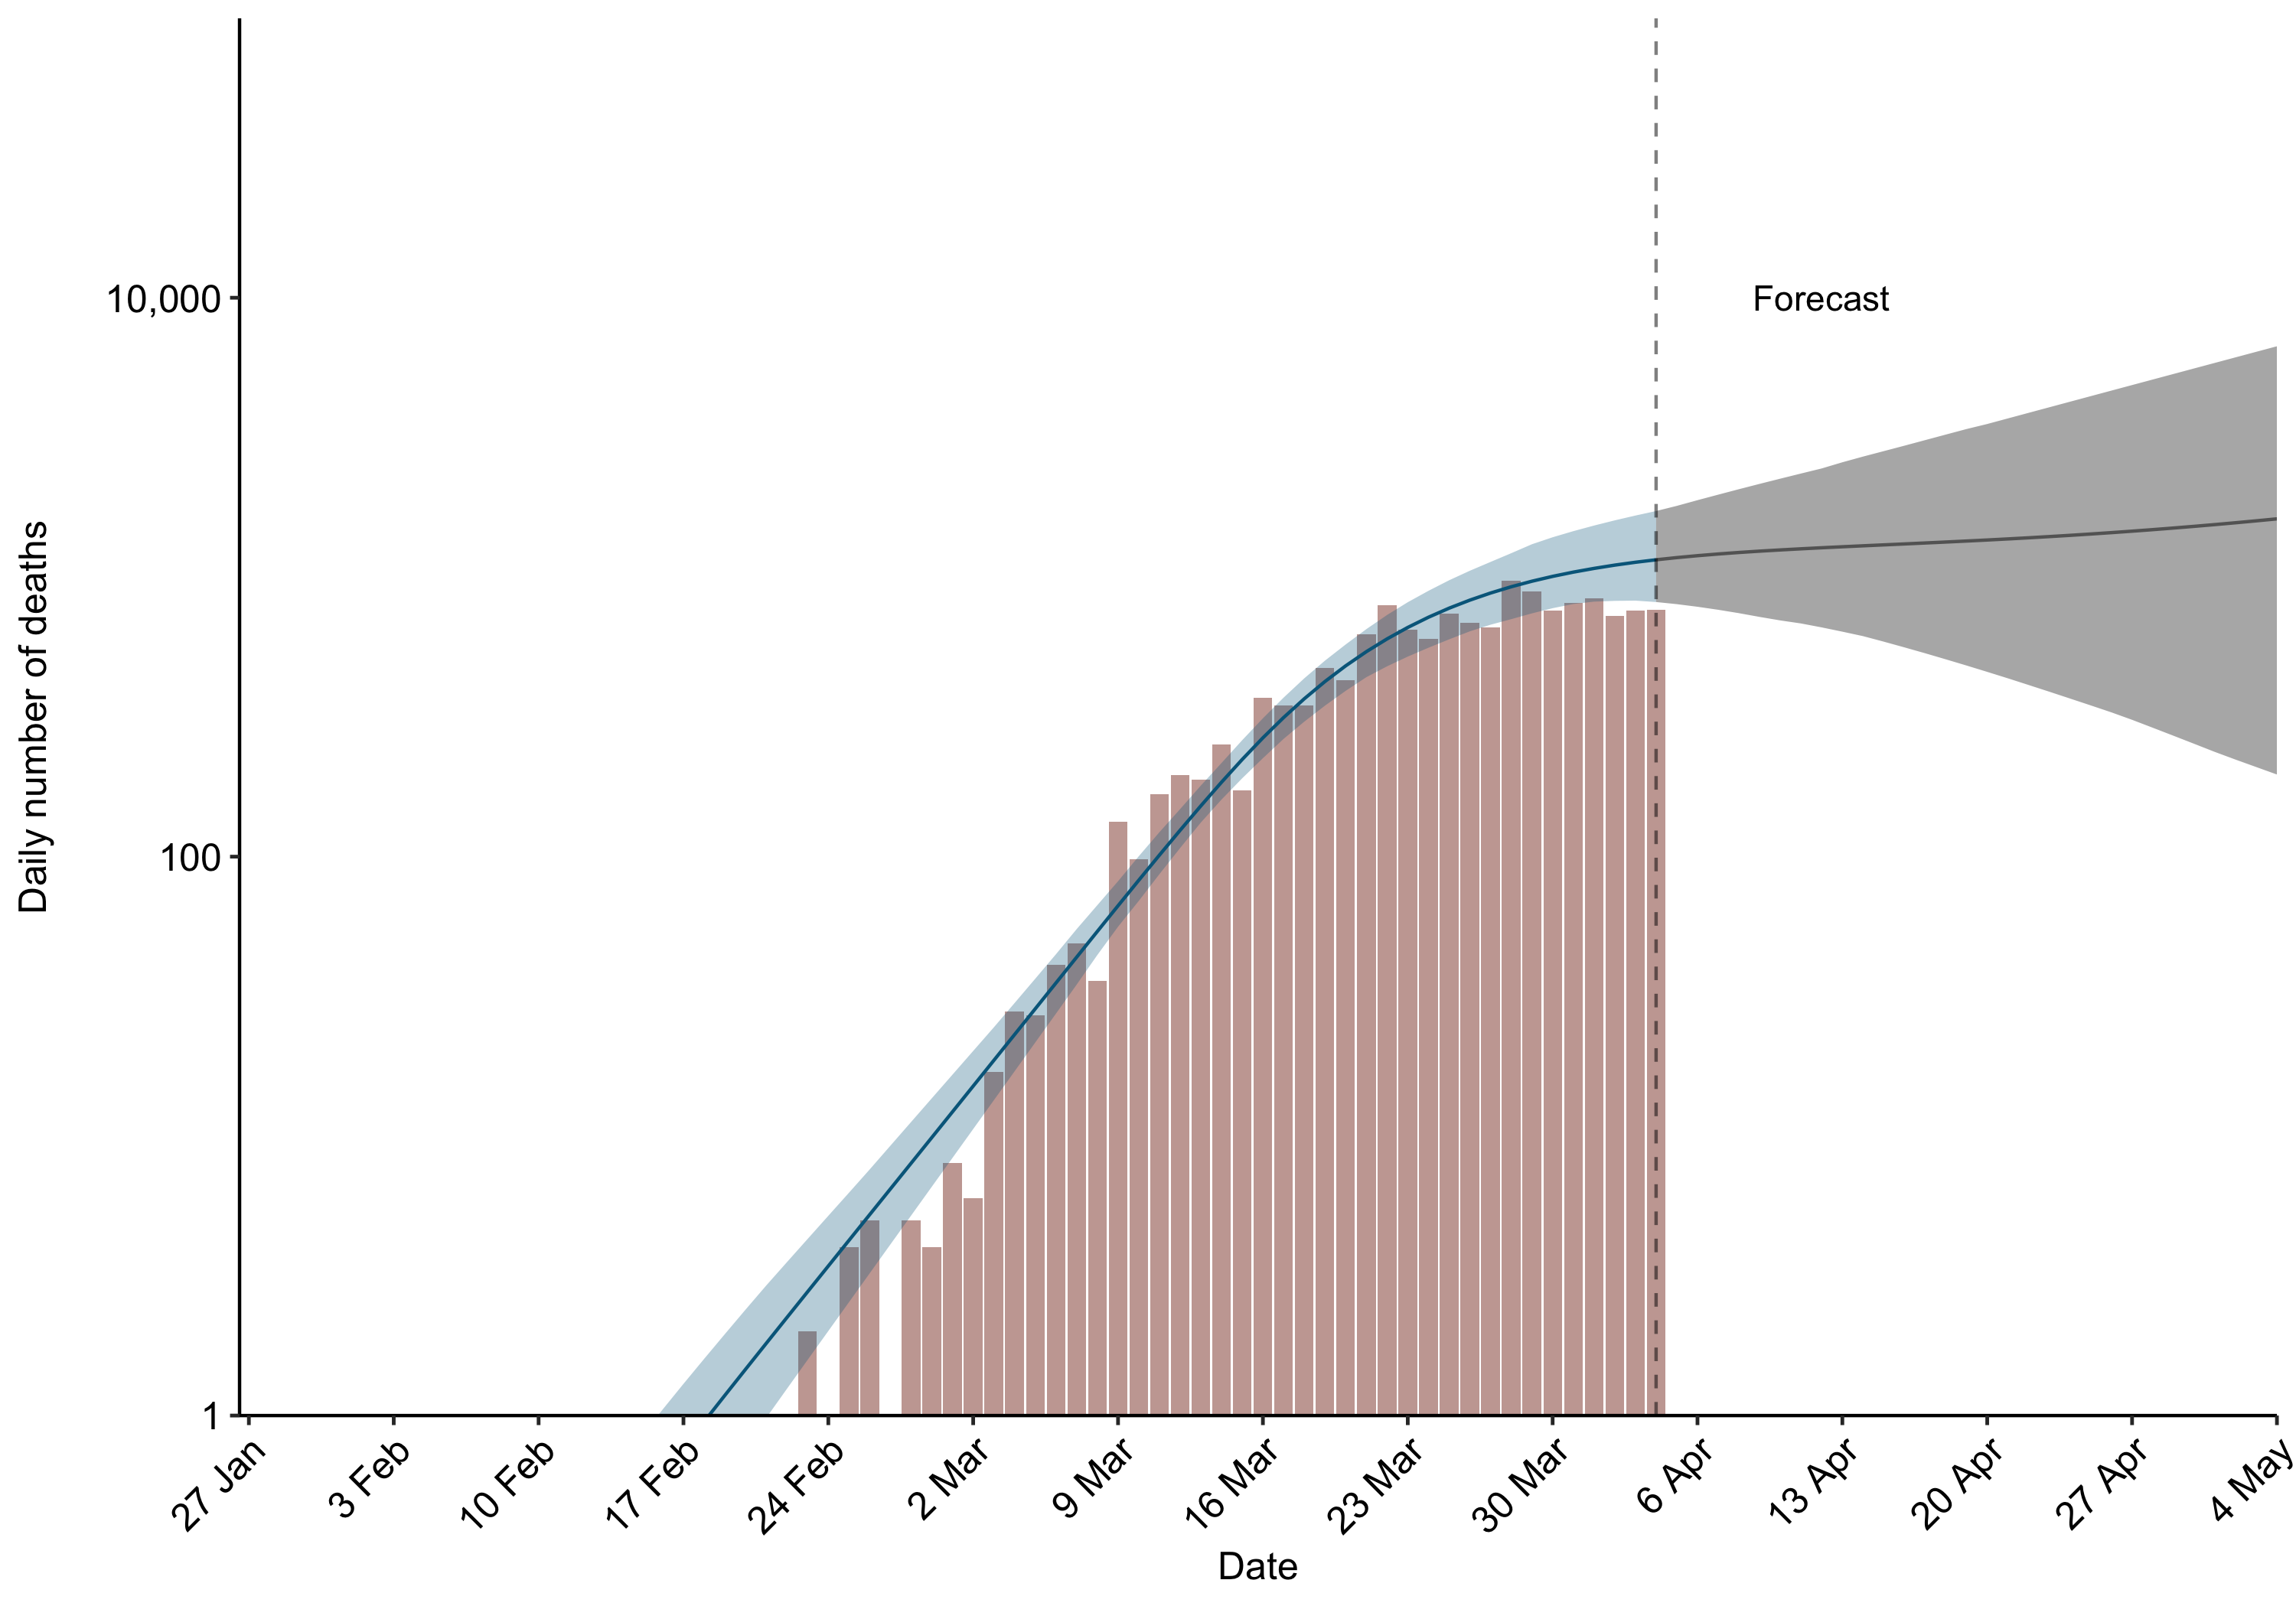 Daily number of deaths
10,000
100
1
Forecast
27 Jan
3 Feb
10 Feb
17 Feb
24 Feb
2 Mar
9 Mar
16 Mar
23 Mar
30 Mar
6 Apr
13 Apr
20 Apr
27 Apr
4 May
Date